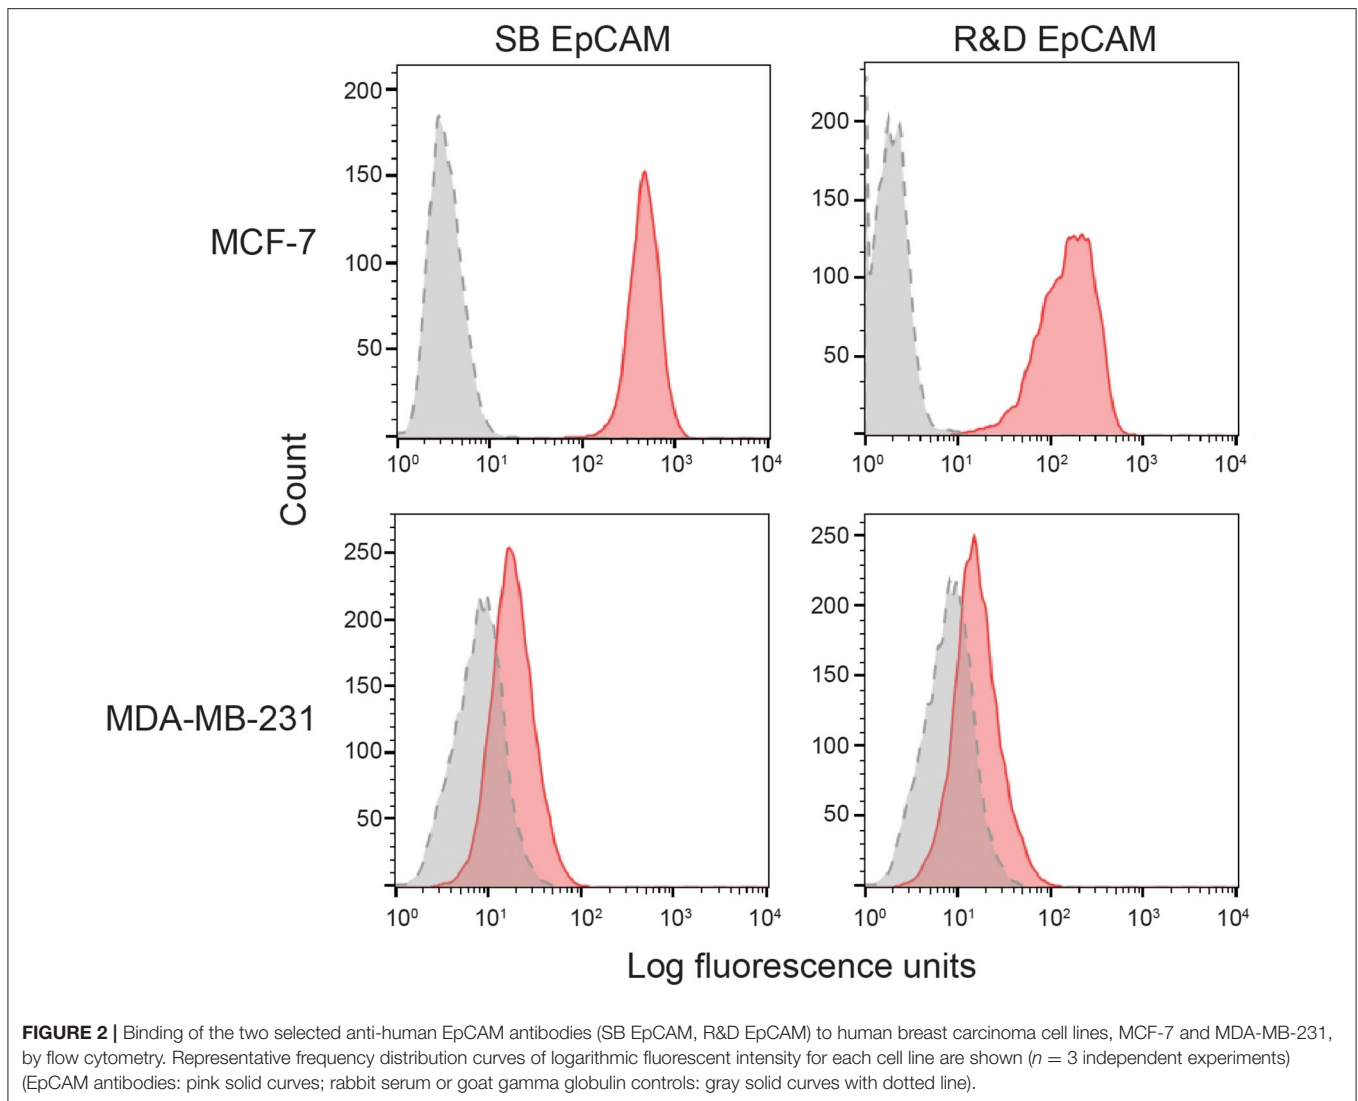 SB EpCAM
R&D EpCAM
MCF-7
200
150
100
50
10⁰ 10¹ 10² 10³ 10⁴
200
150
100
50
10⁰ 10¹ 10² 10³ 10⁴
Count
MDA-MB-231
250
200
150
100
50
10⁰ 10¹ 10² 10³ 10⁴
250
200
150
100
50
10⁰ 10¹ 10² 10³ 10⁴
Log fluorescence units
FIGURE 2 | Binding of the two selected anti-human EpCAM antibodies (SB EpCAM, R&D EpCAM) to human breast carcinoma cell lines, MCF-7 and MDA-MB-231,
by flow cytometry. Representative frequency distribution curves of logarithmic fluorescent intensity for each cell line are shown (n = 3 independent experiments)
(EpCAM antibodies: pink solid curves; rabbit serum or goat gamma globulin controls: gray solid curves with dotted line).